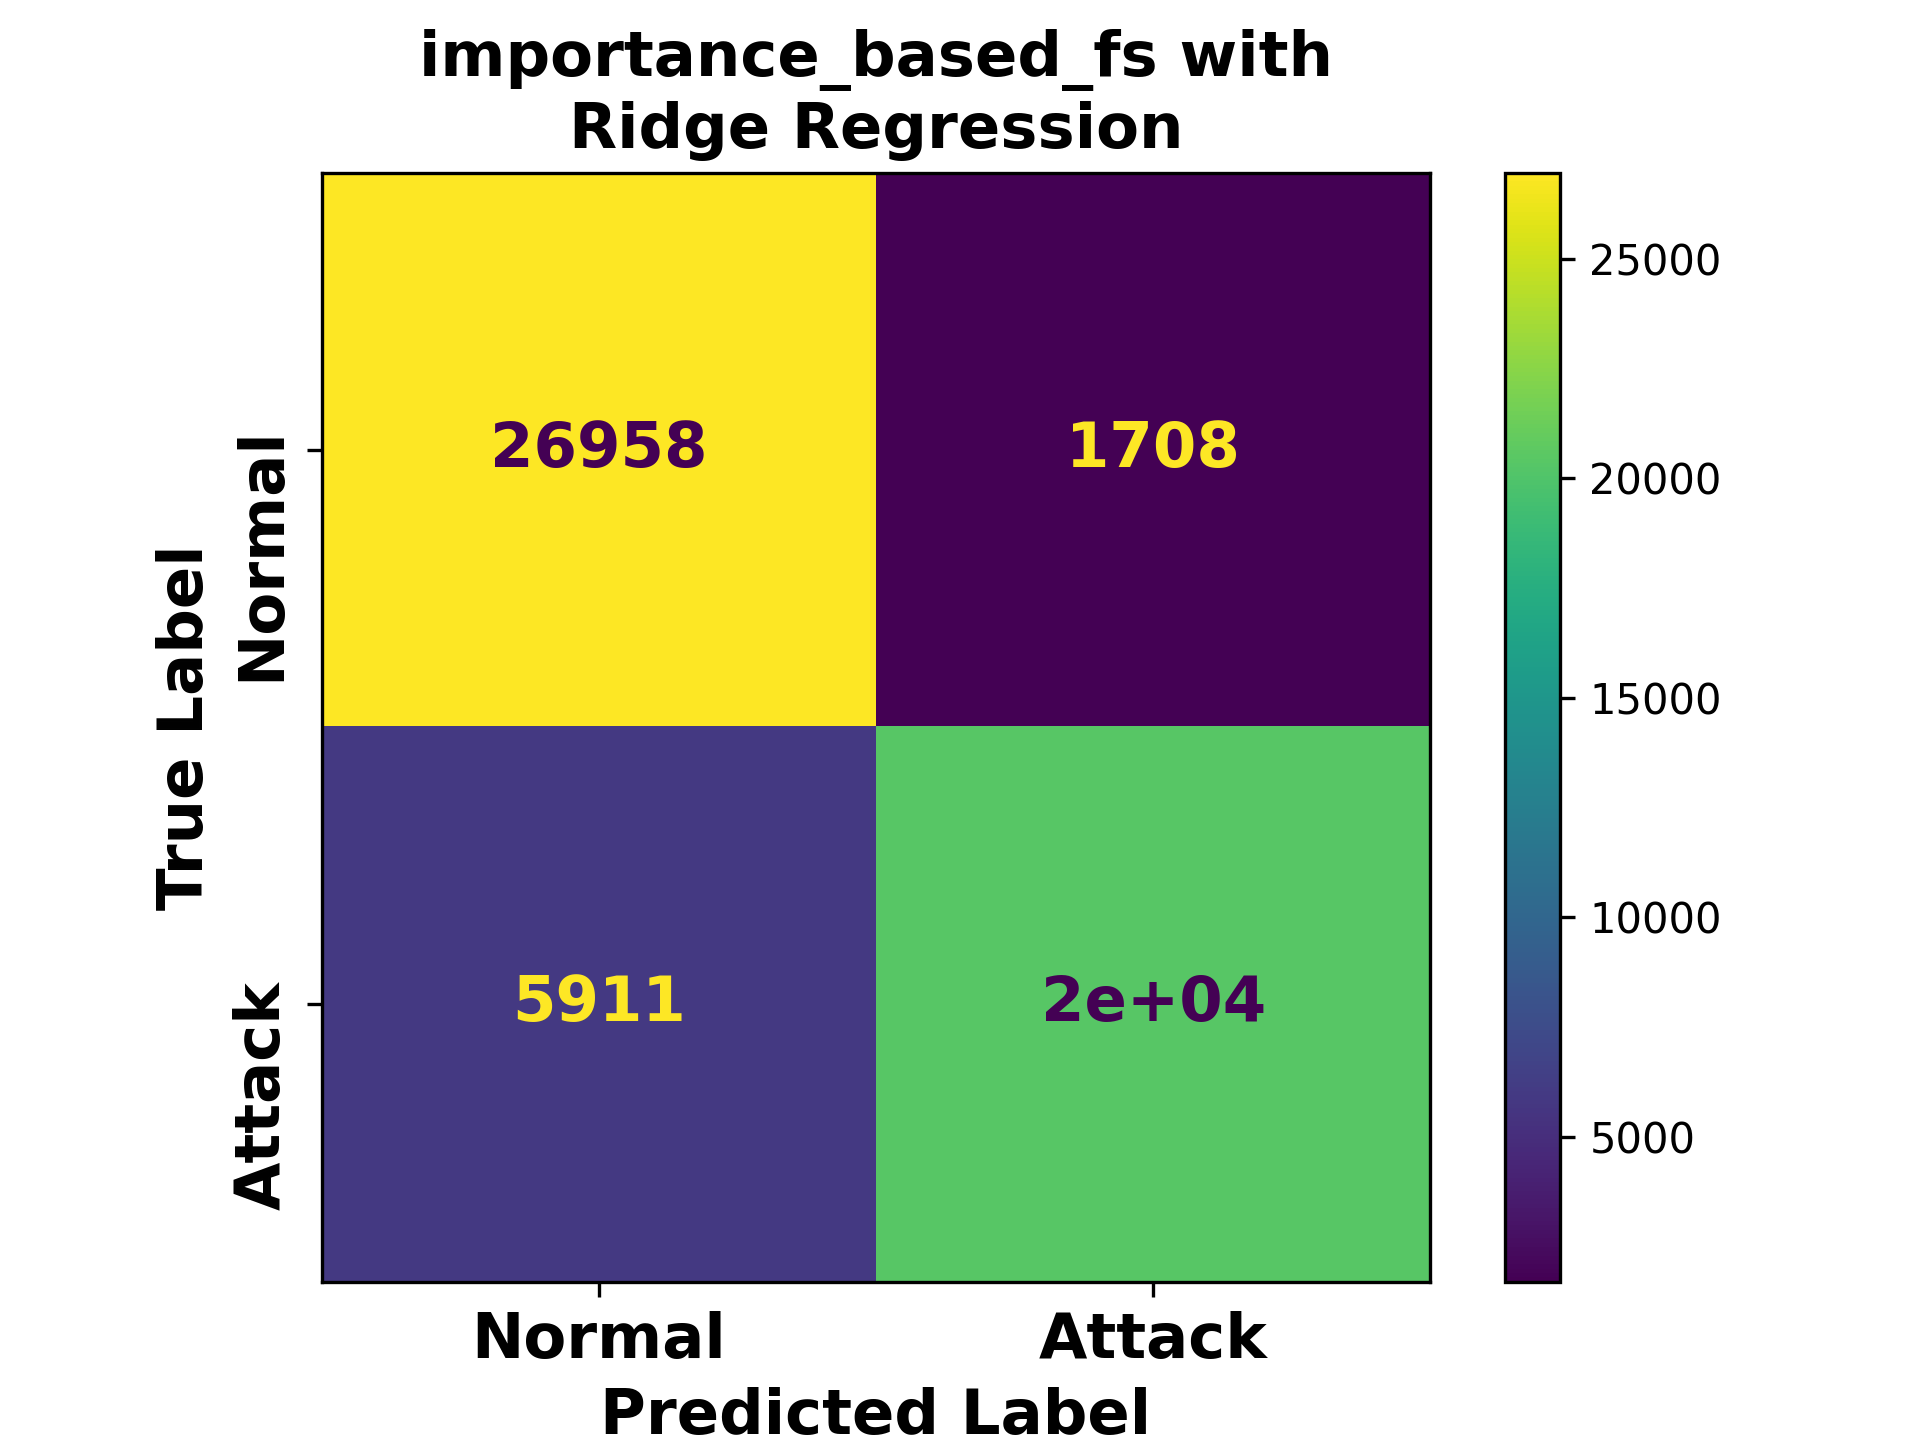 importance_based_fs with
Ridge Regression
True Label
Normal
Attack
26958
1708
5911
2e+04
Normal
Attack
Predicted Label
25000
20000
15000
10000
5000